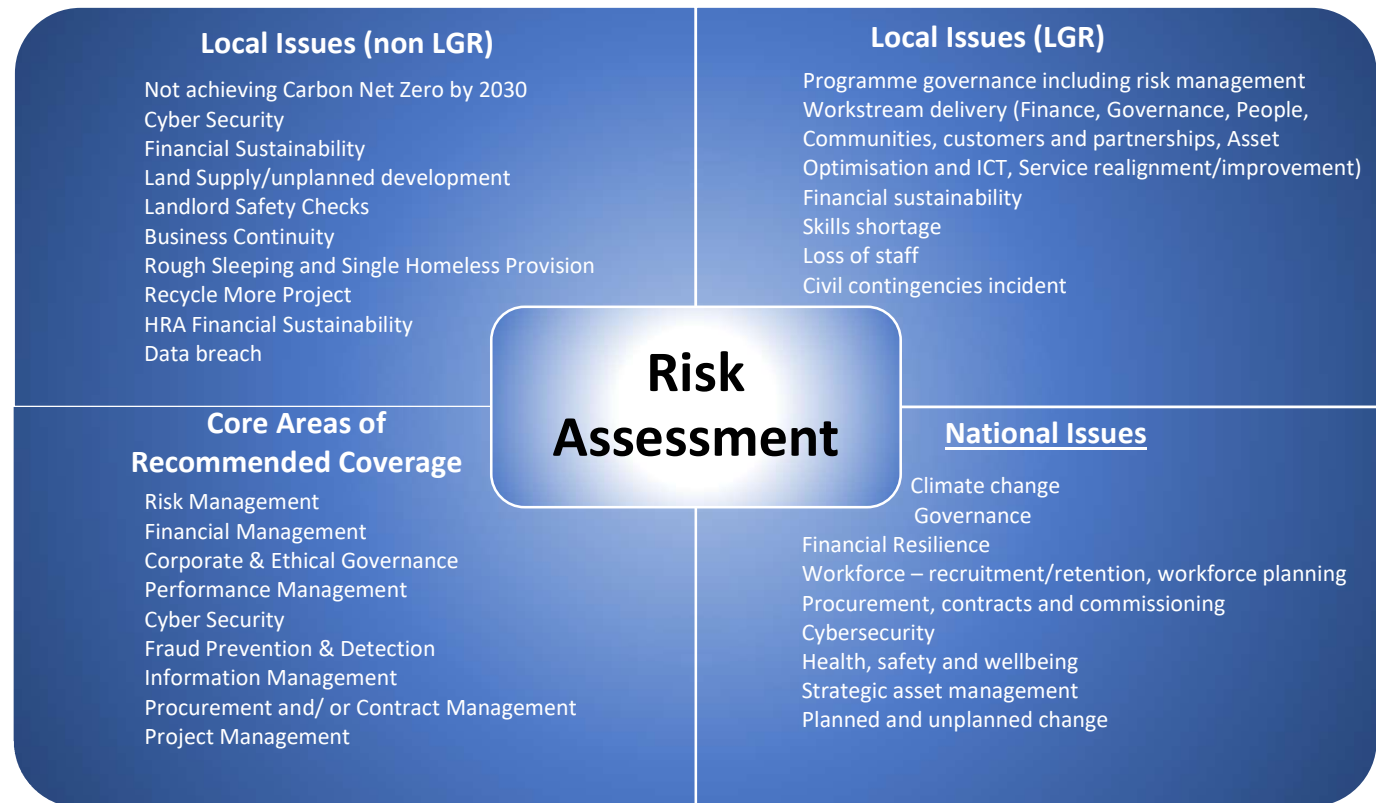 Local Issues (non LGR)
Not achieving Carbon Net Zero by 2030
Cyber Security
Financial Sustainability
Land Supply/unplanned development
Landlord Safety Checks
Business Continuity
Rough Sleeping and Single Homeless Provision
Recycle More Project
HRA Financial Sustainability
Data breach
Local Issues (LGR)
Programme governance including risk management
Workstream delivery (Finance, Governance, People,
Communities, customers and partnerships, Asset
Optimisation and ICT, Service realignment/improvement)
Financial sustainability
Skills shortage
Loss of staff
Civil contingencies incident
Risk
Assessment
Core Areas of
Recommended Coverage
Risk Management
Financial Management
Corporate & Ethical Governance
Performance Management
Cyber Security
Fraud Prevention & Detection
Information Management
Procurement and/ or Contract Management
Project Management
National Issues
Climate change
Governance
Financial Resilience
Workforce – recruitment/retention, workforce planning
Procurement, contracts and commissioning
Cybersecurity
Health, safety and wellbeing
Strategic asset management
Planned and unplanned change